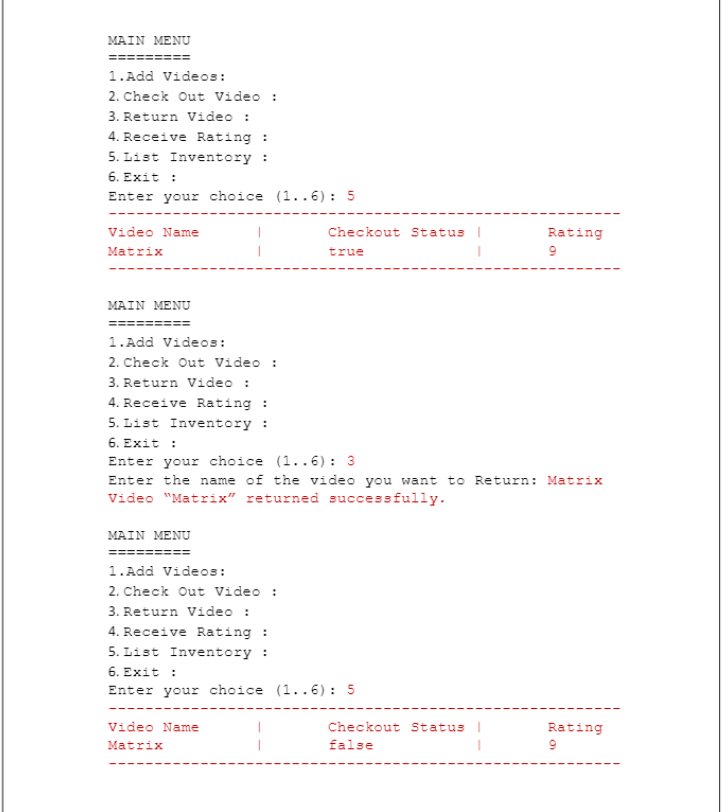 MAIN MENU
=========
1.Add Videos:
2. Check Out Video :
3. Return Video :
4. Receive Rating :
5. List Inventory :
6. Exit :
Enter your choice (1..6): 5
--------------------------------------------------------
Video Name | Checkout Status | Rating
Matrix | true | 9
--------------------------------------------------------
MAIN MENU
=========
1.Add Videos:
2. Check Out Video :
3. Return Video :
4. Receive Rating :
5. List Inventory :
6. Exit :
Enter your choice (1..6): 3
Enter the name of the video you want to Return: Matrix
Video “Matrix” returned successfully.
MAIN MENU
=========
1.Add Videos:
2. Check Out Video :
3. Return Video :
4. Receive Rating :
5. List Inventory :
6. Exit :
Enter your choice (1..6): 5
--------------------------------------------------------
Video Name | Checkout Status | Rating
Matrix | false | 9
--------------------------------------------------------